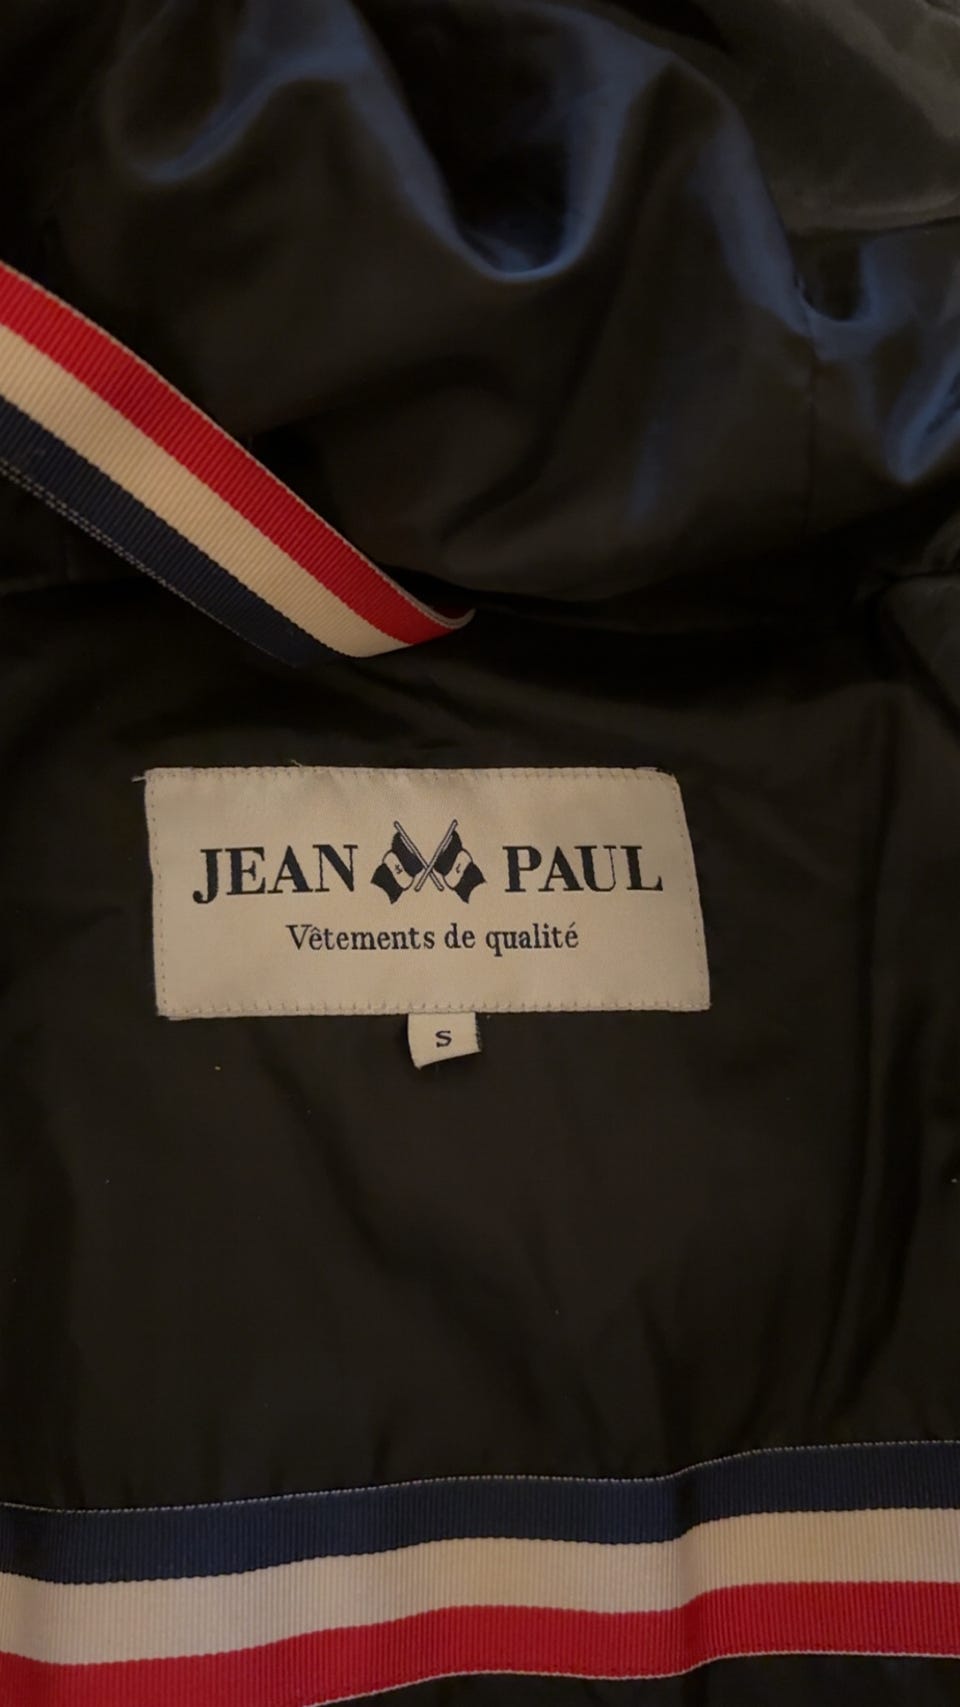 JEAN PAUL
Vêtements de qualité
S